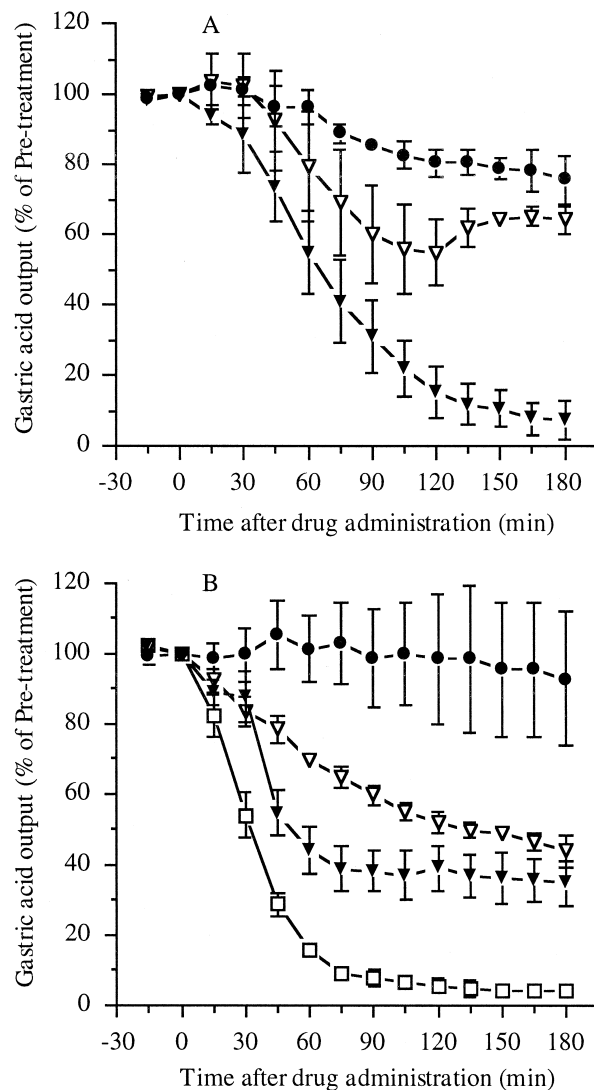 A
120
100
80
60
40
20
0
Gastric acid output (% of Pre-treatment)
-30 0 30 60 90 120 150 180
Time after drug administration (min)
B
120
100
80
60
40
20
0
Gastric acid output (% of Pre-treatment)
-30 0 30 60 90 120 150 180
Time after drug administration (min)